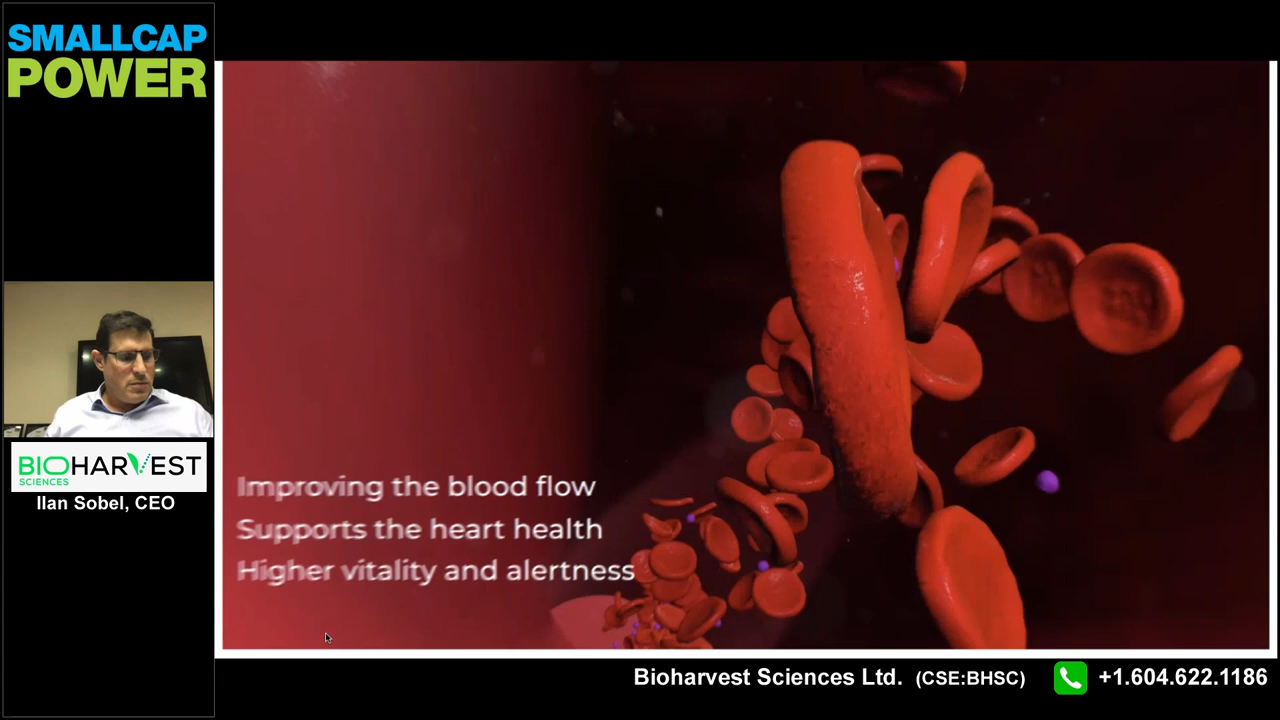 SMALLCAP
POWER
Improving the blood flow
Supports the heart health
Higher vitality and alertness
BIOHARVEST
SCIENCES
Ilan Sobel, CEO
Bioharvest Sciences Ltd. (CSE:BHSC) +1.604.622.1186